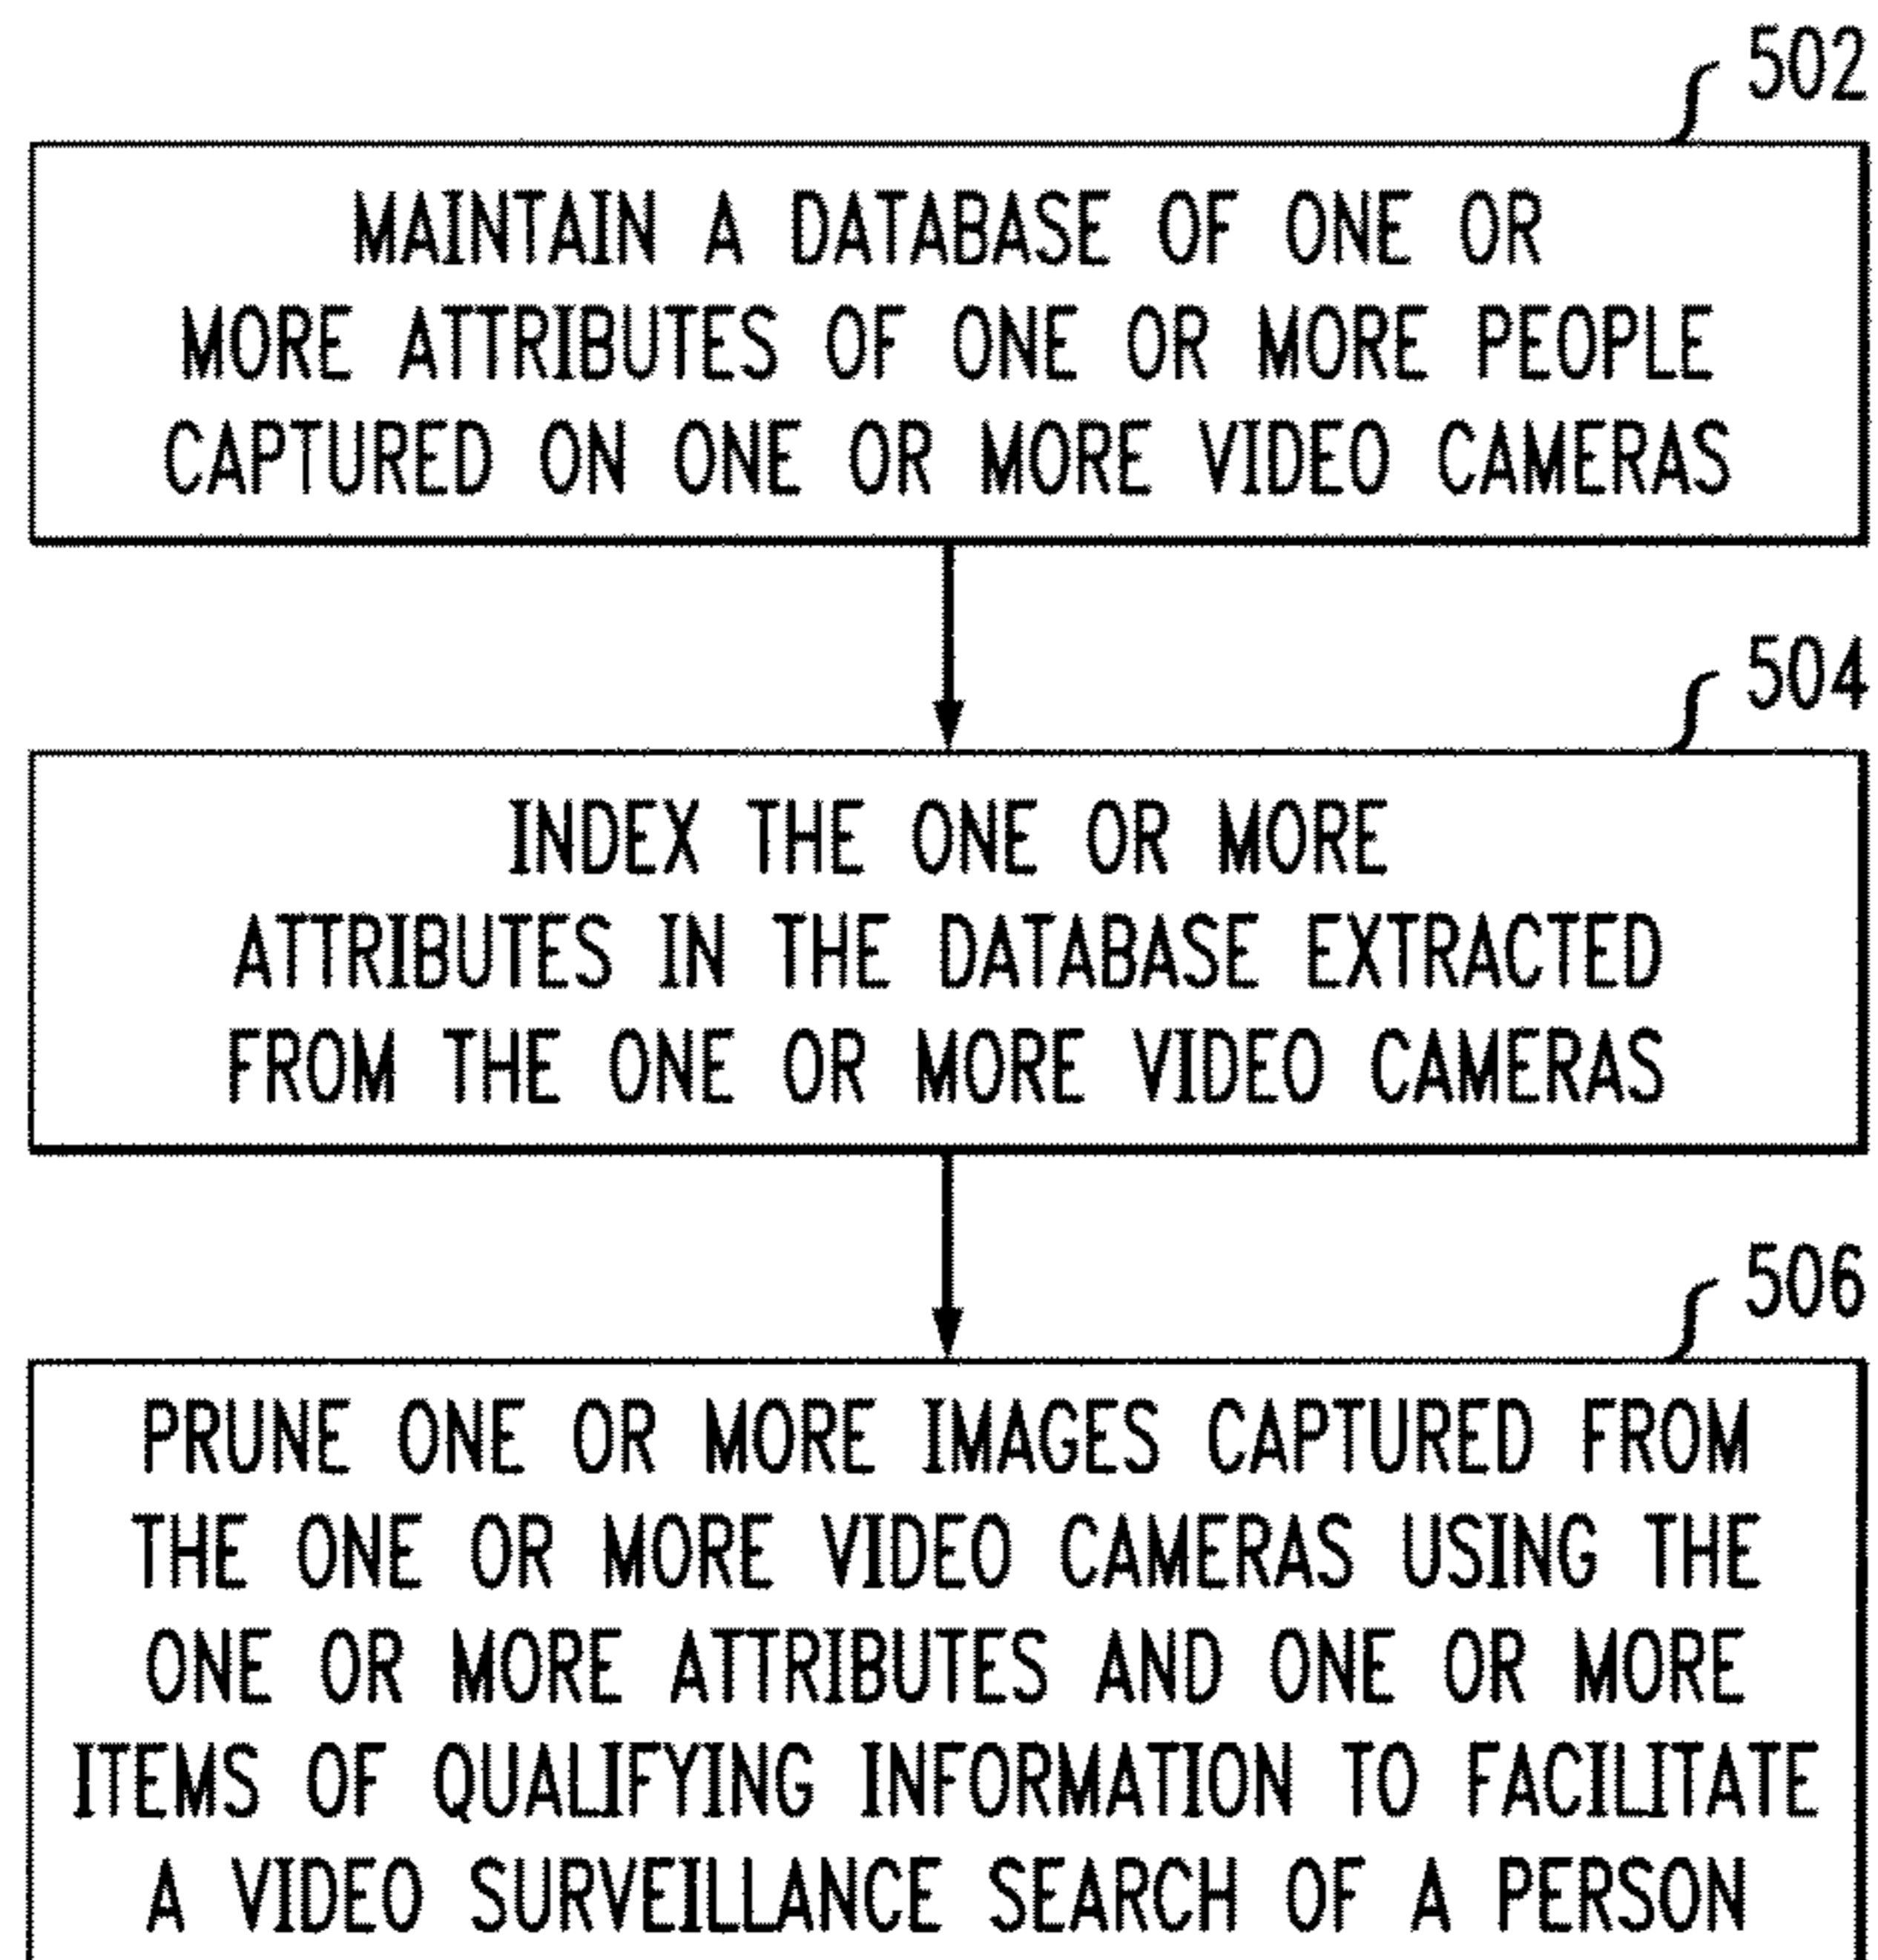 502
MAINTAIN A DATABASE OF ONE OR
MORE ATTRIBUTES OF ONE OR MORE PEOPLE
CAPTURED ON ONE OR MORE VIDEO CAMERAS
504
INDEX THE ONE OR MORE
ATTRIBUTES IN THE DATABASE EXTRACTED
FROM THE ONE OR MORE VIDEO CAMERAS
506
PRUNE ONE OR MORE IMAGES CAPTURED FROM
THE ONE OR MORE VIDEO CAMERAS USING THE
ONE OR MORE ATTRIBUTES AND ONE OR MORE
ITEMS OF QUALIFYING INFORMATION TO FACILITATE
A VIDEO SURVEILLANCE SEARCH OF A PERSON